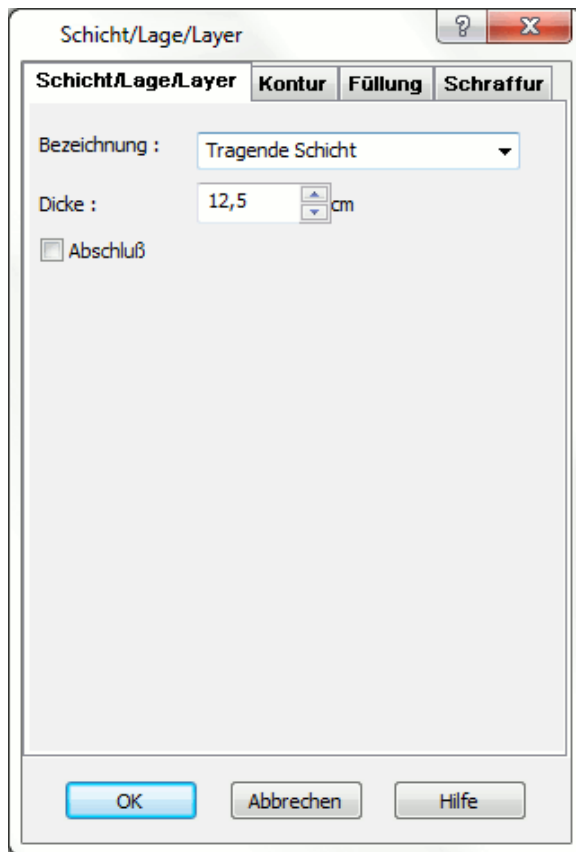 Schicht/Lage/Layer
?
Schicht/Lage/Layer Kontur Füllung Schraffur
Bezeichnung : Tragende Schicht
Dicke : 12,5 cm
Abschluß
OK Abbrechen Hilfe